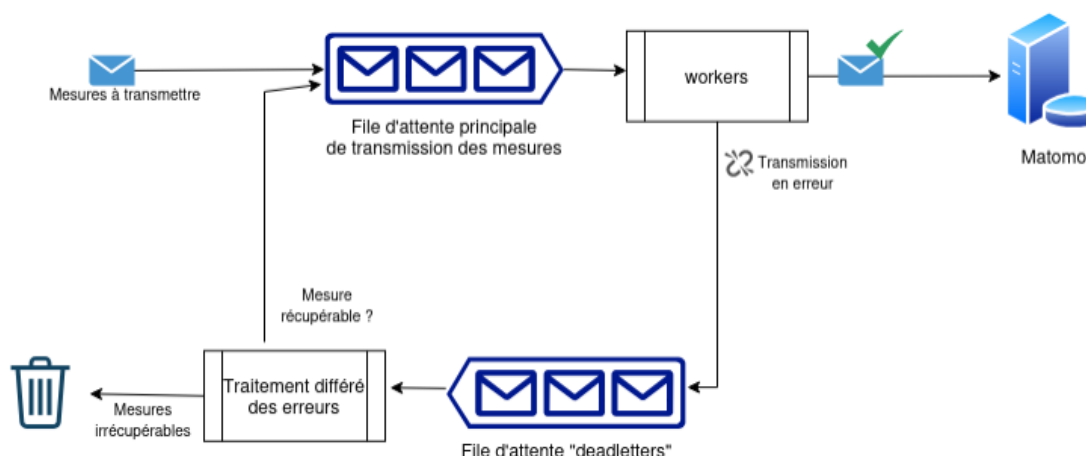 Mesures à transmettre
File d'attente principale
de transmission des mesures
workers
Matomo
Transmission
en erreur
Mesure
récupérable ?
Traitement différé
des erreurs
Mesures
irrécupérables
File d'attente "deadletters"